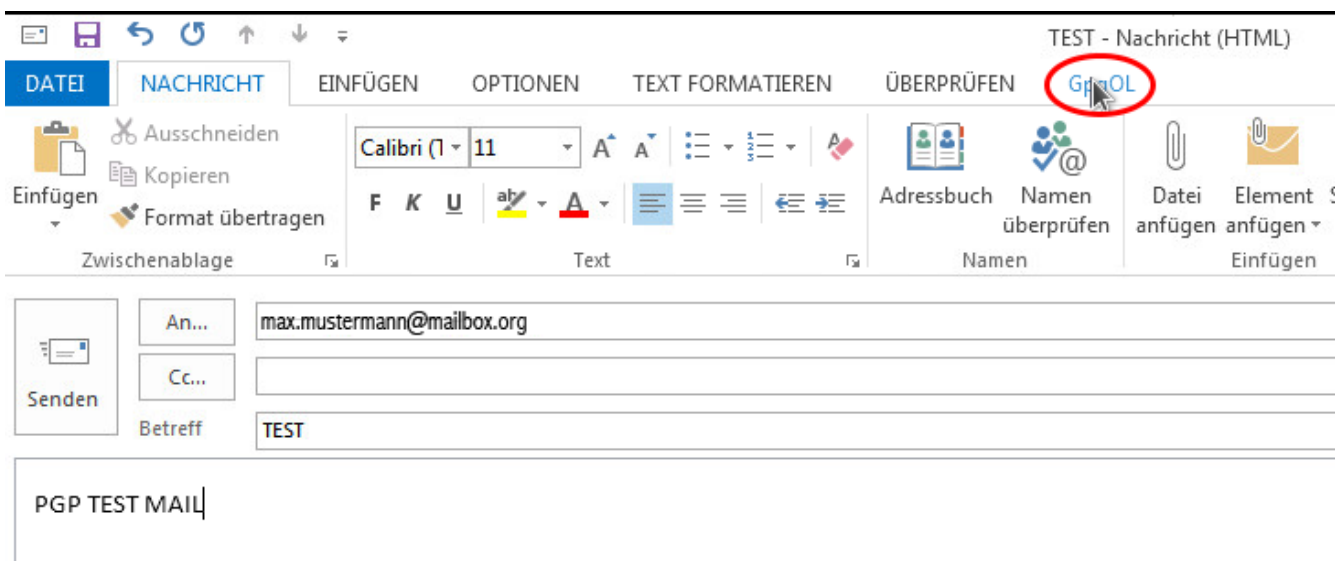 TEST - Nachricht (HTML)
DATEI NACHRICHT EINFÜGEN OPTIONEN TEXT FORMATIEREN ÜBERPRÜFEN GpgOL
Ausschneiden
Kopieren
Format übertragen
Einfügen
Zwischenablage
Calibri (T 11
F K U
Text
Adressbuch
Namen
überprüfen
Namen
Datei
anfügen
Element
anfügen
Einfügen
Senden
An... max.mustermann@mailbox.org
Cc...
Betreff TEST
PGP TEST MAIL